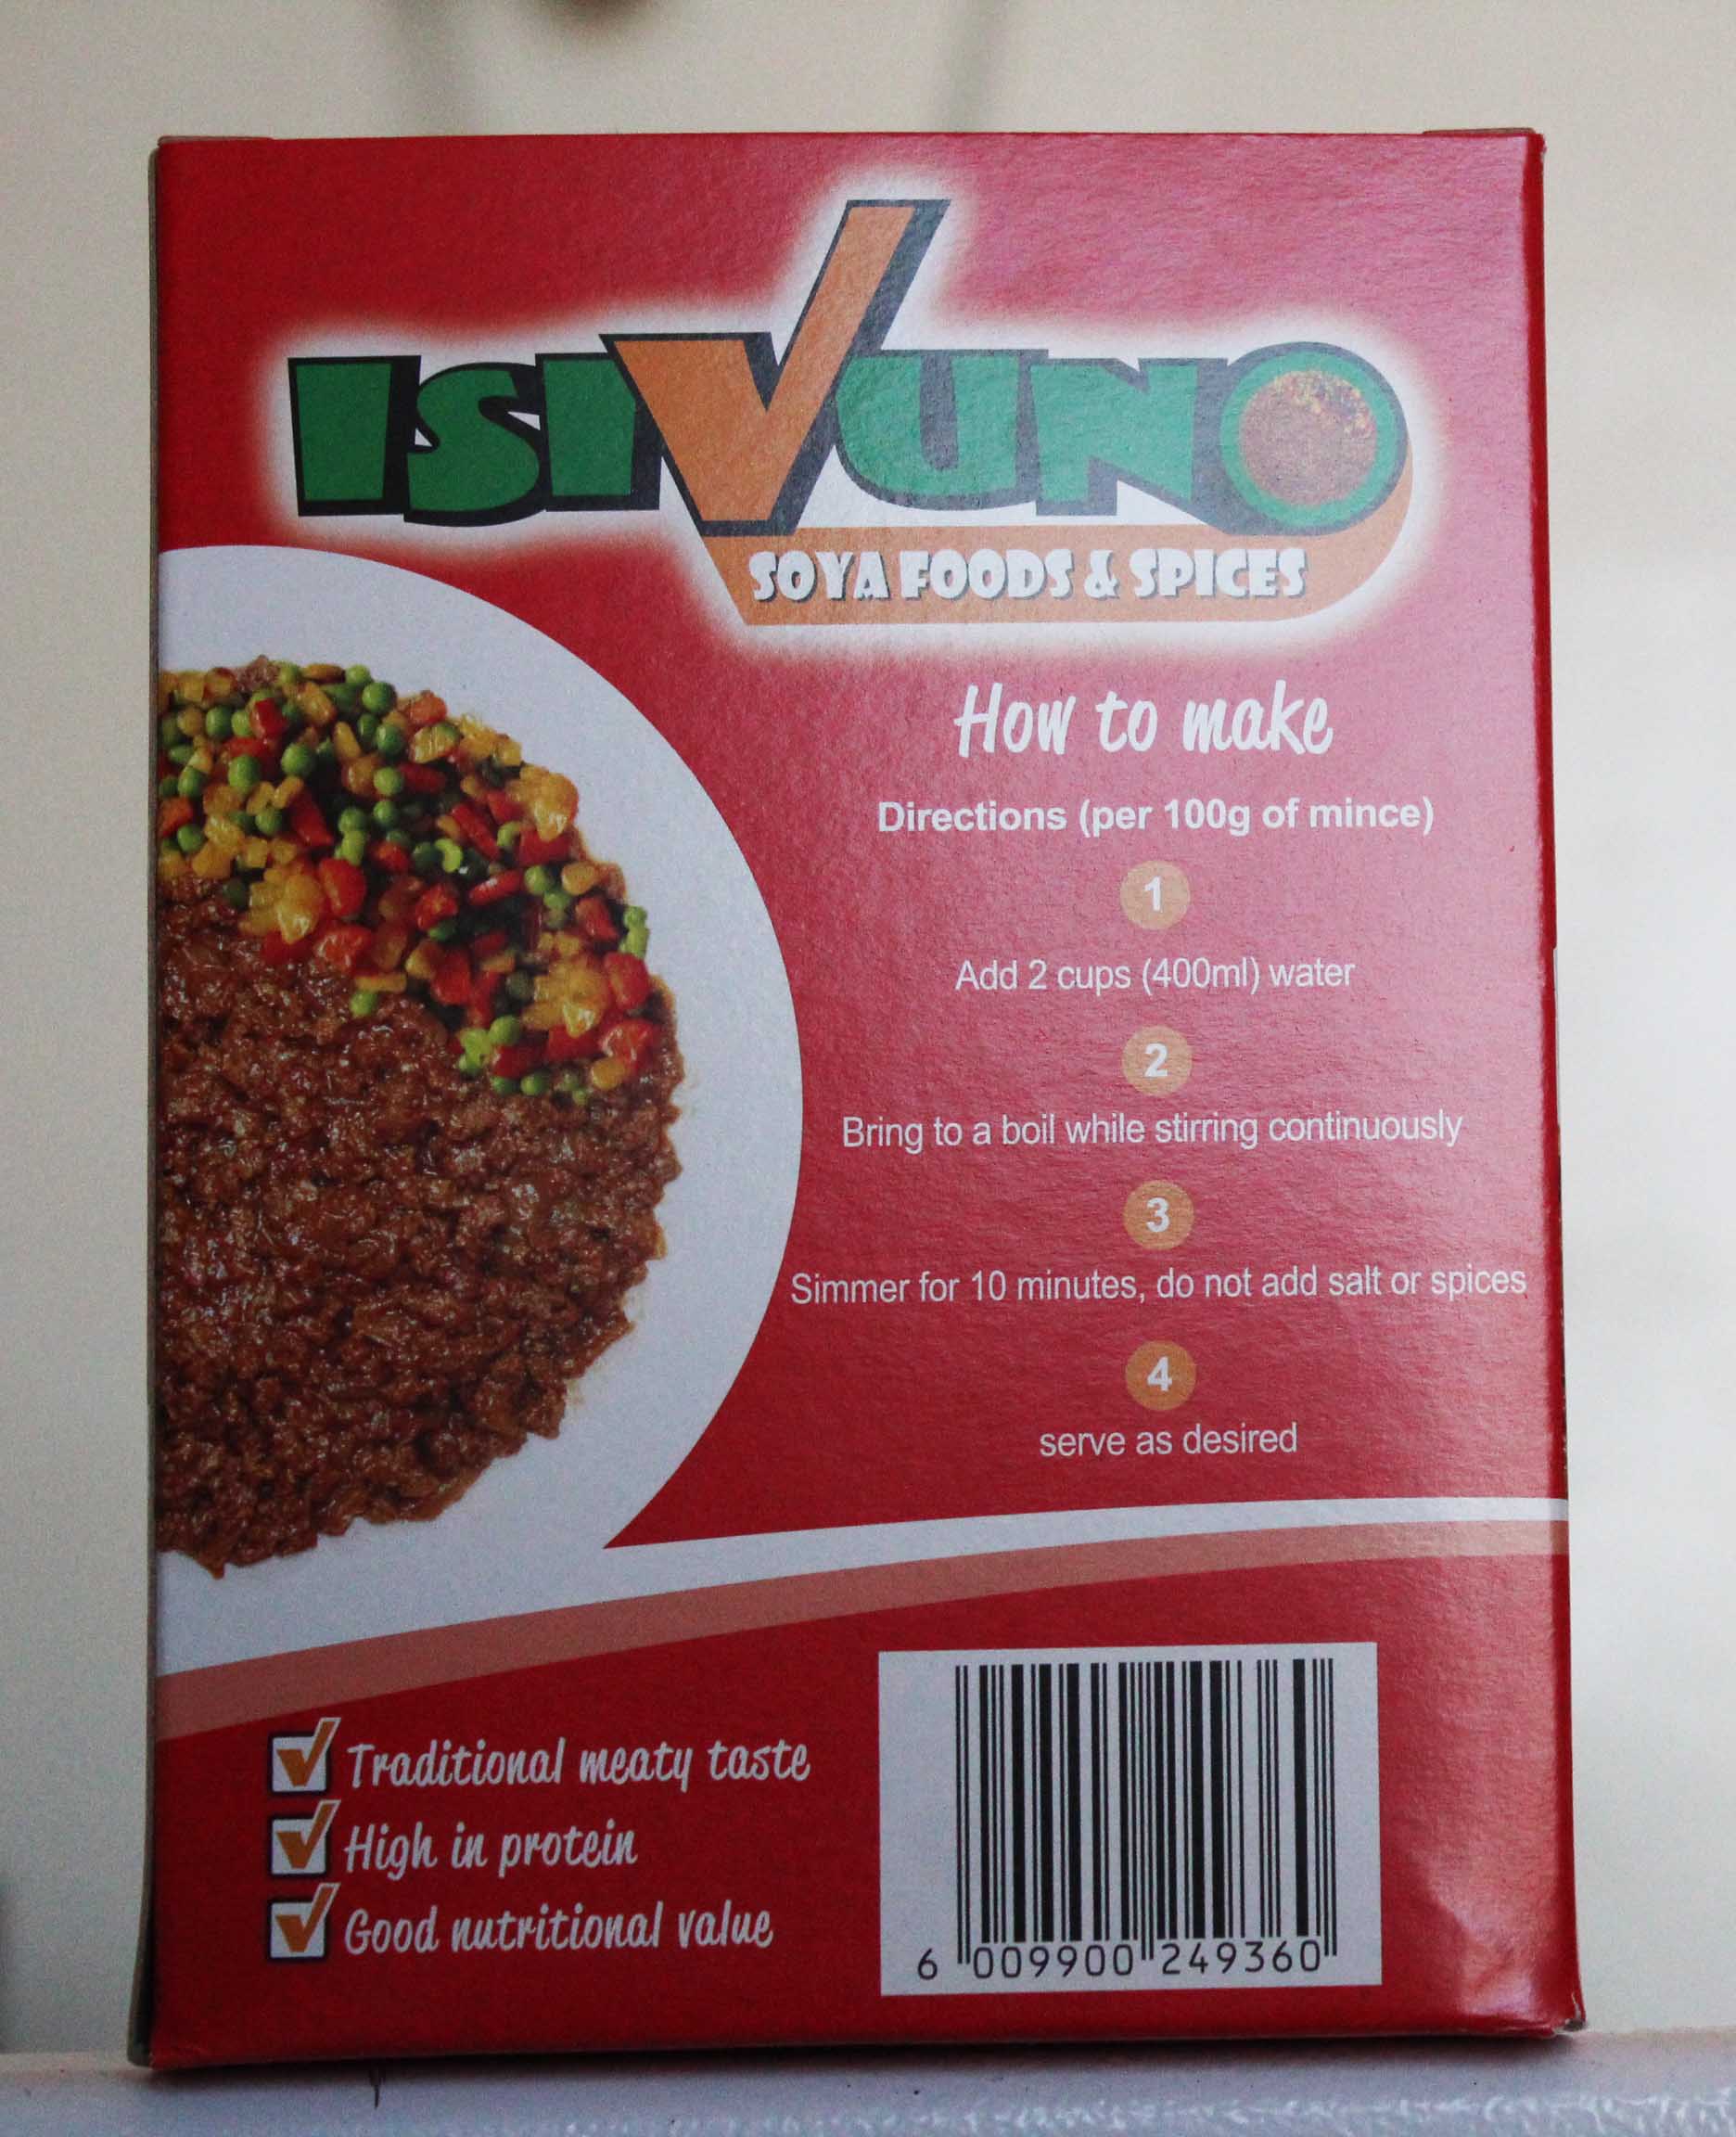 ISIVUNO
SOYA FOODS & SPICES
How to make
Directions (per 100g of mince)
1
Add 2 cups (400ml) water
2
Bring to a boil while stirring continuously
3
Simmer for 10 minutes, do not add salt or spices
4
serve as desired
Traditional meaty taste
High in protein
Good nutritional value
6 009900 249360